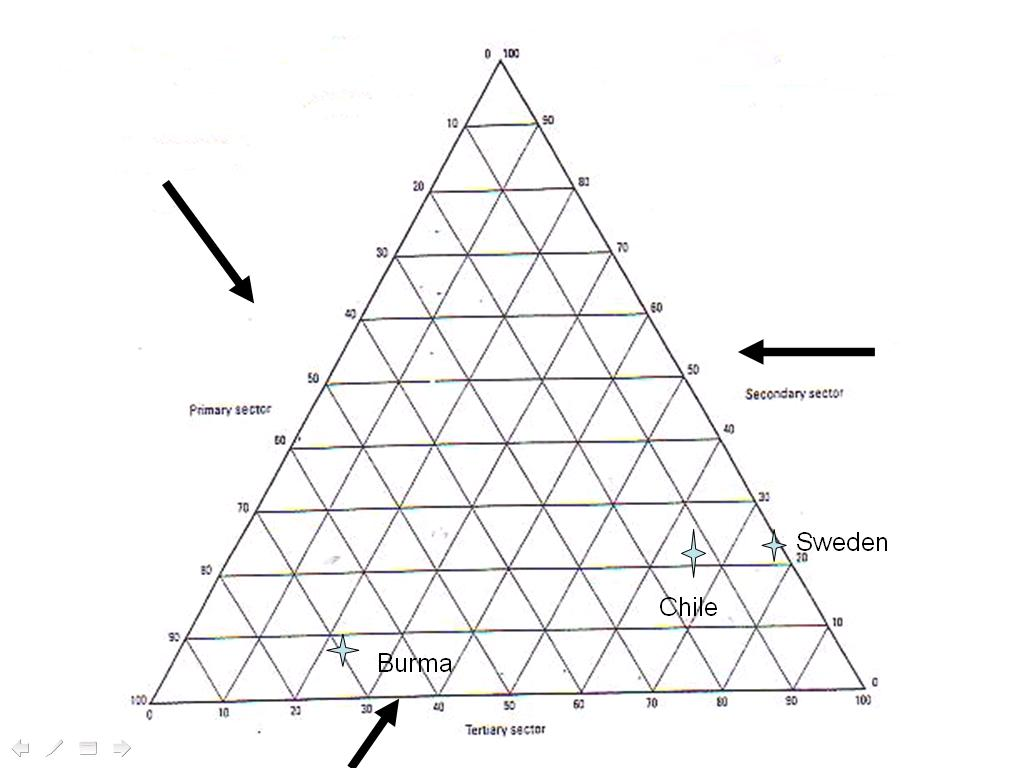 0 100
10 90
20 80
30 70
40 60
50 50
Secondary sector
Primary sector
60 40
70 30
Sweden
80 20
Chile
90 10
Burma
100 0
0 10 20 30 40 50 60 70 80 90 100
Tertiary sector